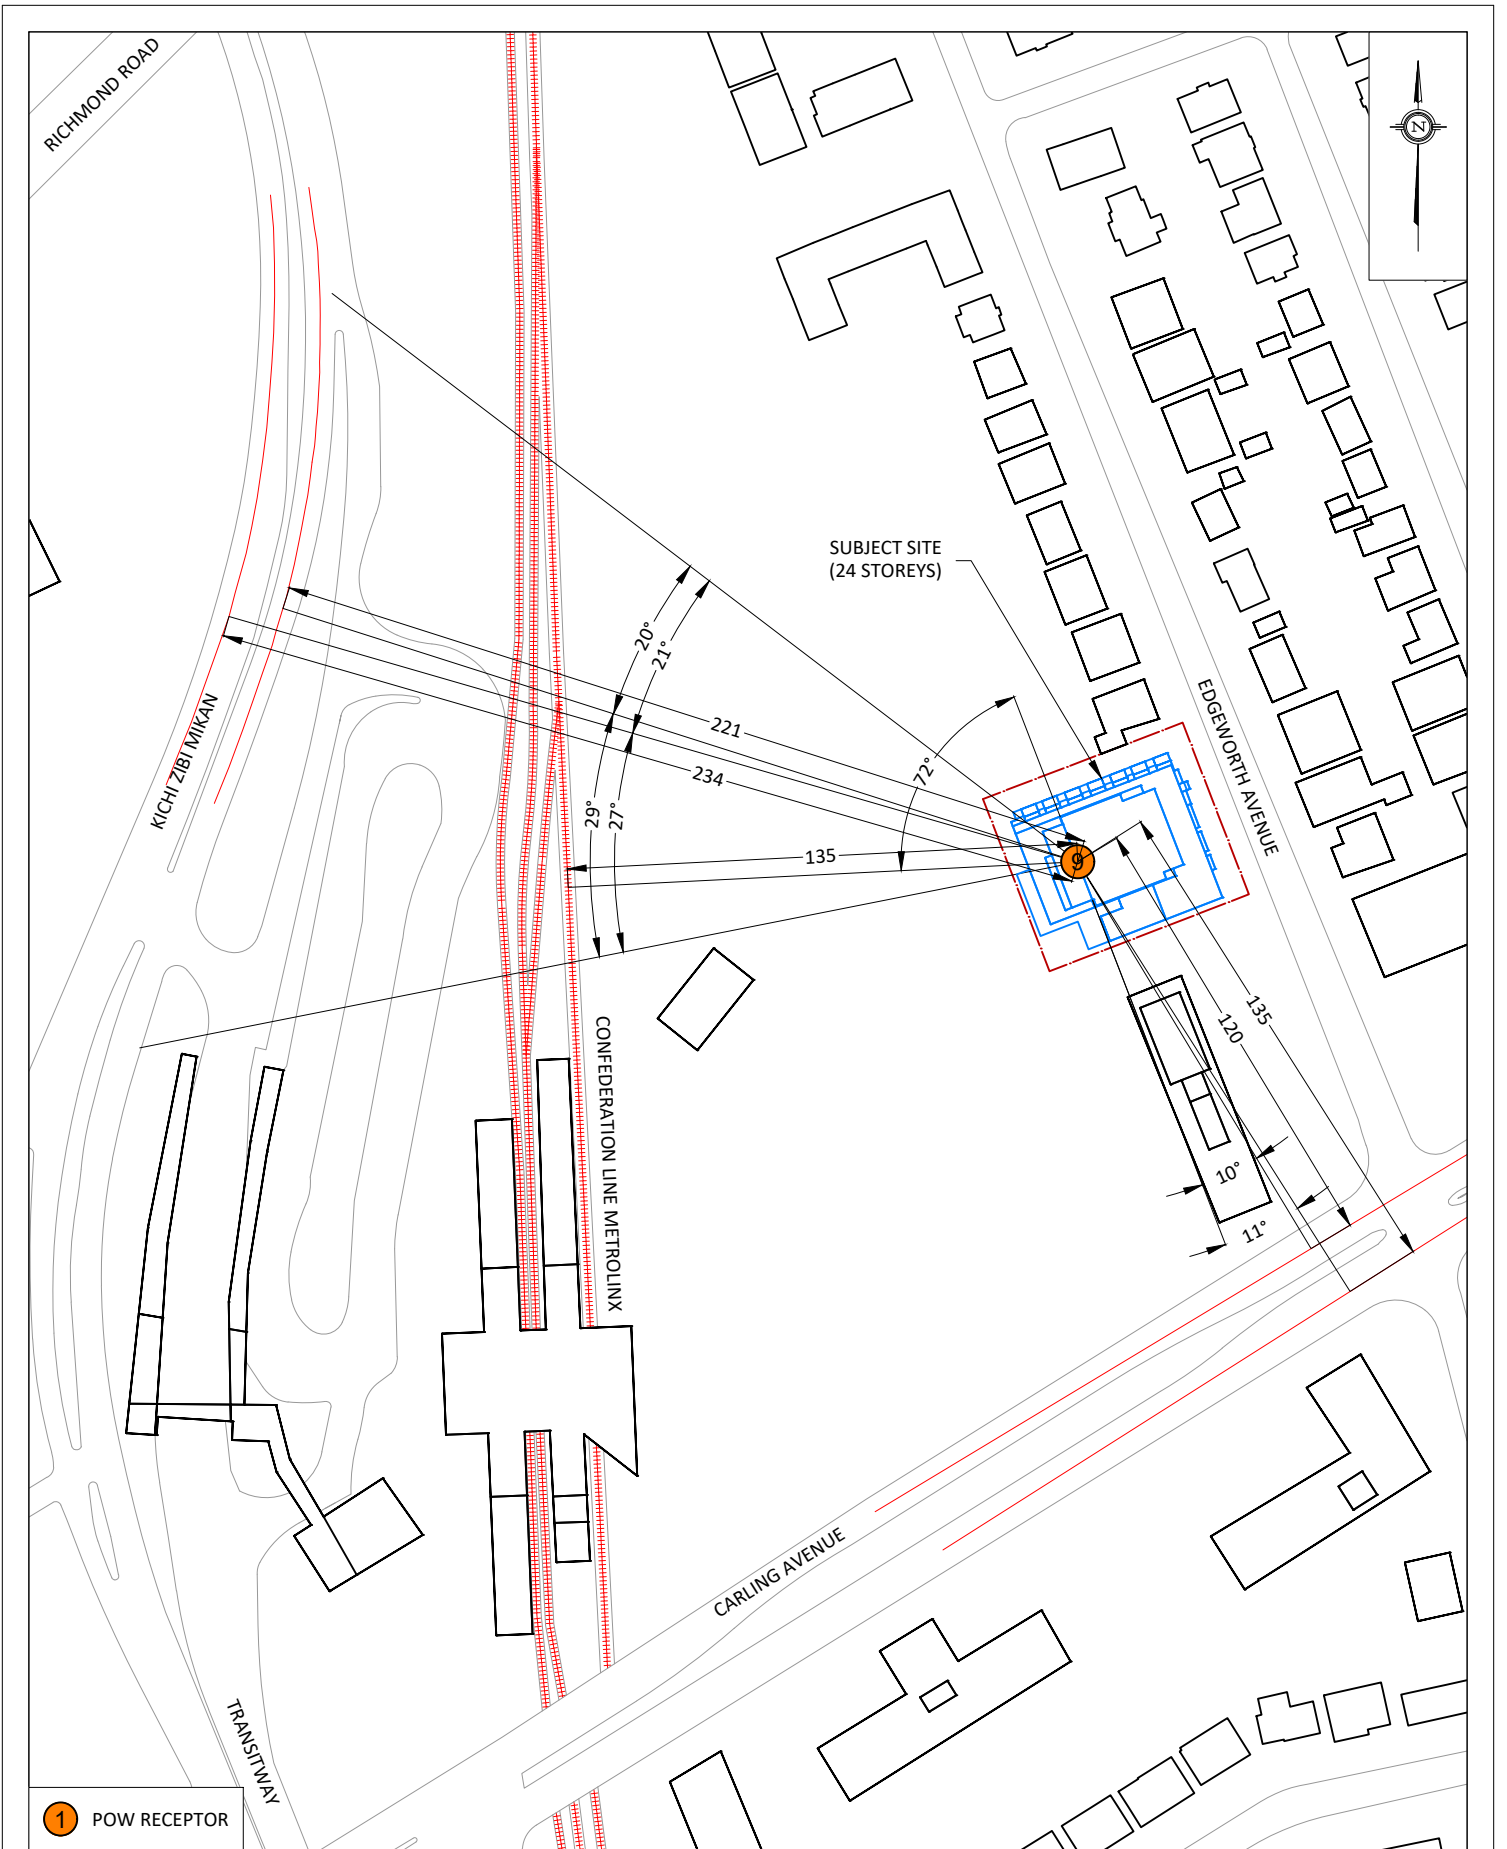 RICHMOND ROAD
N
SUBJECT SITE
(24 STOREYS)
20°
21°
KICHI ZIBI MIKAN
221
234
72°
EDGEWORTH AVENUE
29°
27°
135
9
120
135
CONFEDERATION LINE METROLINX
10°
11°
CARLING AVENUE
TRANSITWAY
1 POW RECEPTOR